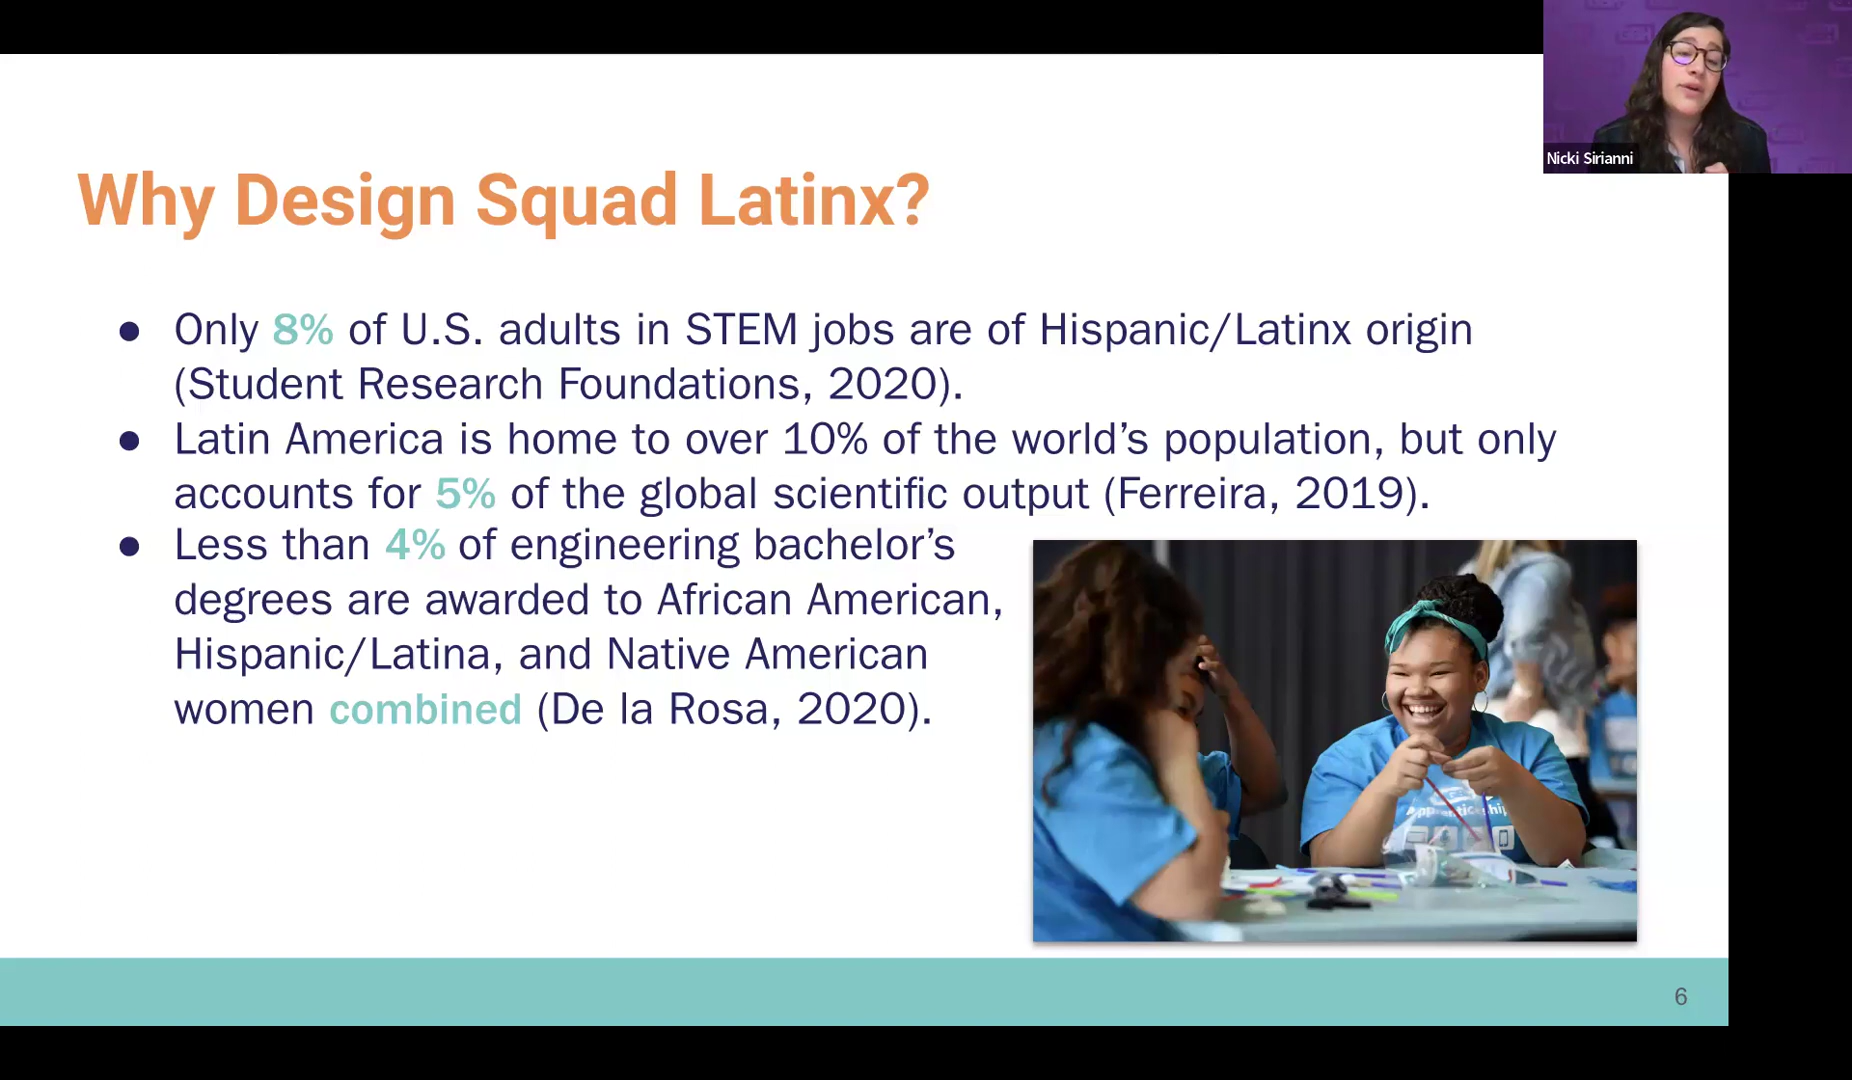 GBH
Nicki Sirianni
Why Design Squad Latinx?
● Only 8% of U.S. adults in STEM jobs are of Hispanic/Latinx origin
(Student Research Foundations, 2020).
● Latin America is home to over 10% of the world’s population, but only
accounts for 5% of the global scientific output (Ferreira, 2019).
● Less than 4% of engineering bachelor’s
degrees are awarded to African American,
Hispanic/Latina, and Native American
women combined (De la Rosa, 2020).
6